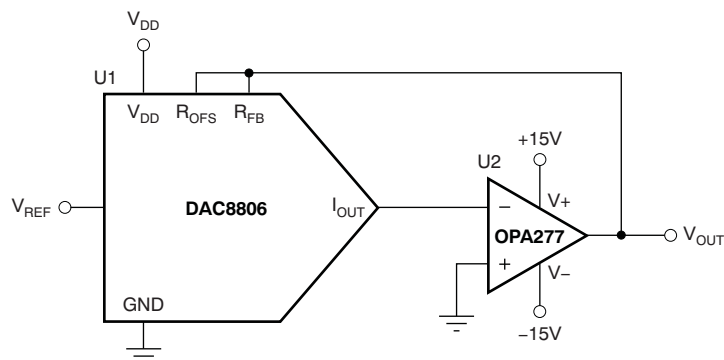 V_DD
U1
V_DD R_OFS R_FB
+15V
U2
V_REF
DAC8806
I_OUT
−
V+
OPA277
V_OUT
+
V−
GND
−15V